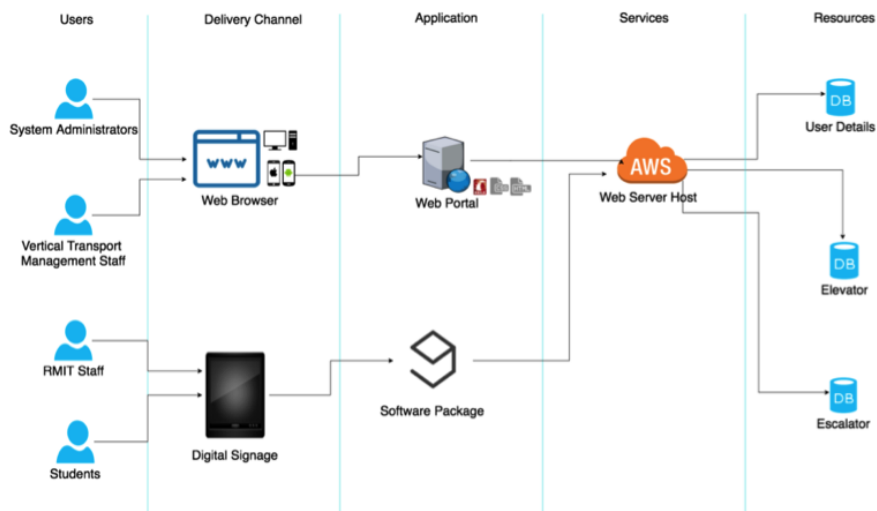 Users
Delivery Channel
Application
Services
Resources
System Administrators
www
Web Browser
Web Portal
AWS
Web Server Host
DB
User Details
Vertical Transport
Management Staff
DB
Elevator
RMIT Staff
Students
Digital Signage
Software Package
DB
Escalator